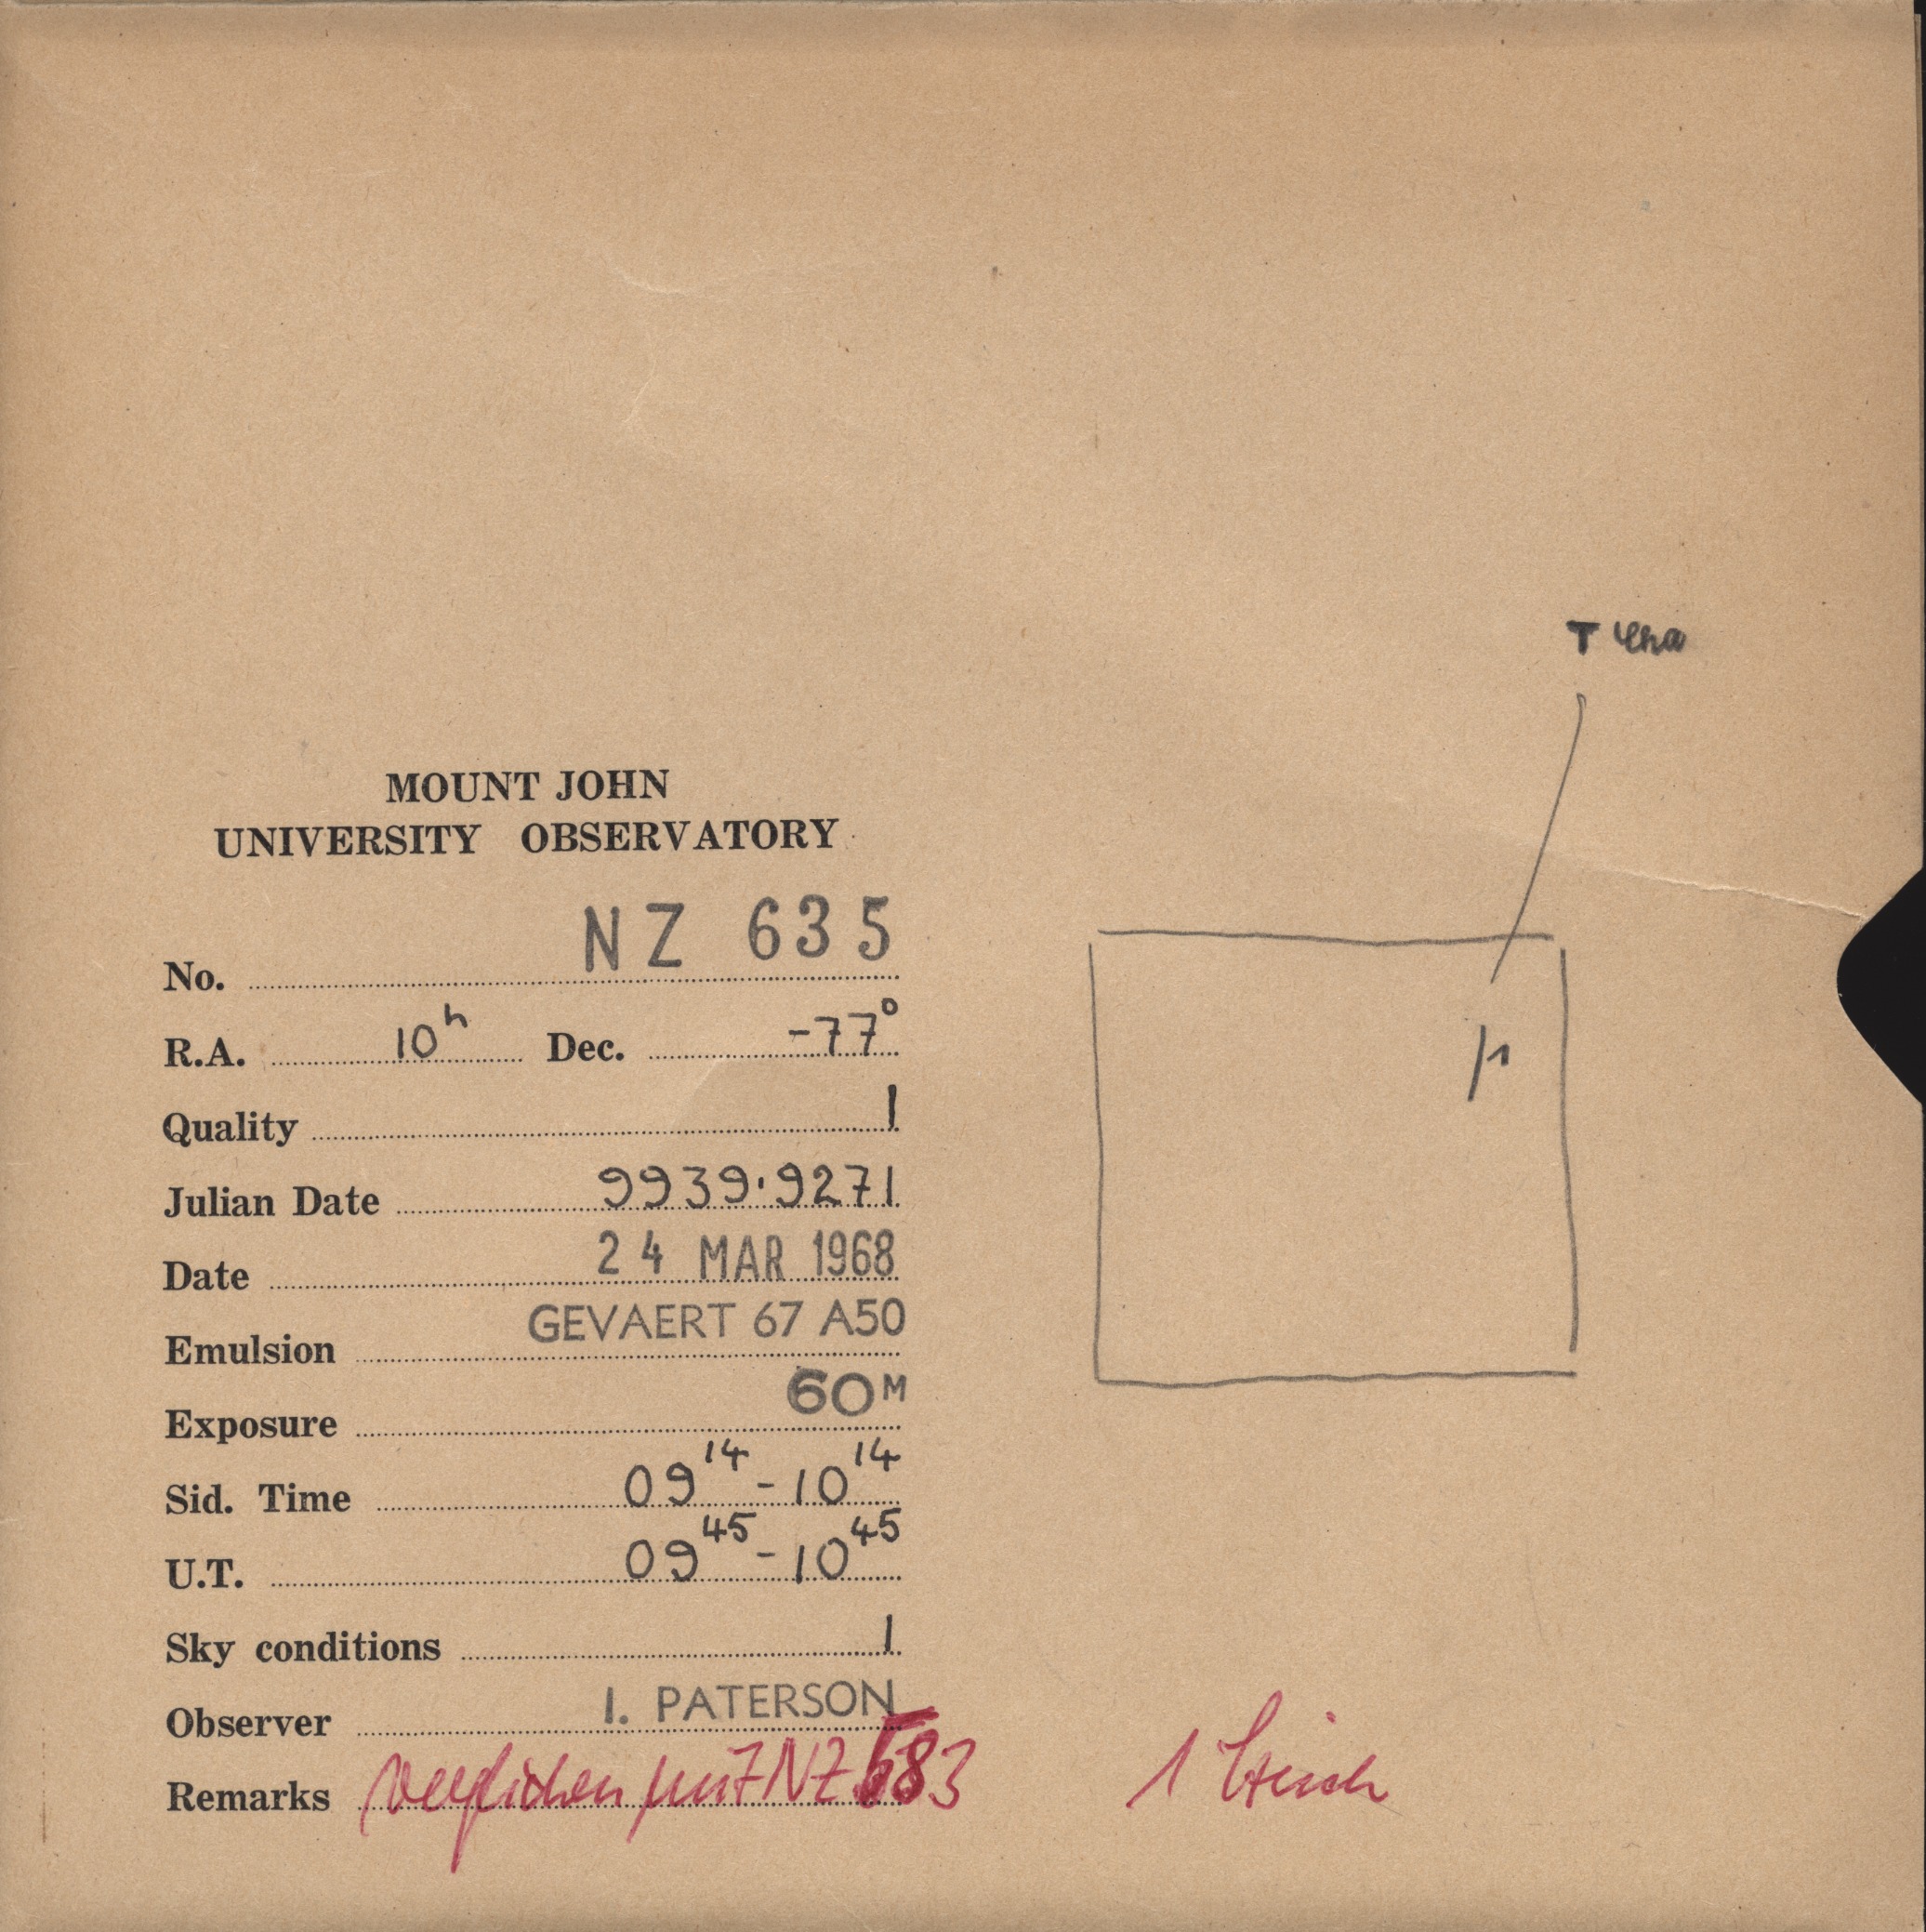 T Cha
MOUNT JOHN
UNIVERSITY OBSERVATORY
No. NZ 635
R.A. 10h Dec. -77°
Quality 1
Julian Date 9939.9271
Date 24 MAR 1968
Emulsion GEVAERT 67 A50
Exposure 60M
Sid. Time 09 14 - 10 14
U.T. 09 45 - 10 45
Sky conditions 1
Observer I. PATERSON
Remarks verglichen mit NZ 583
1 Strich